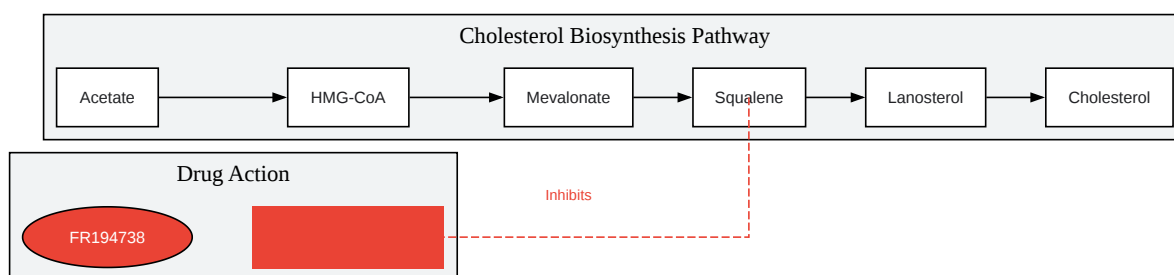 Cholesterol Biosynthesis Pathway
Acetate
HMG-CoA
Mevalonate
Squalene
Lanosterol
Cholesterol
Drug Action
Inhibits
FR194738